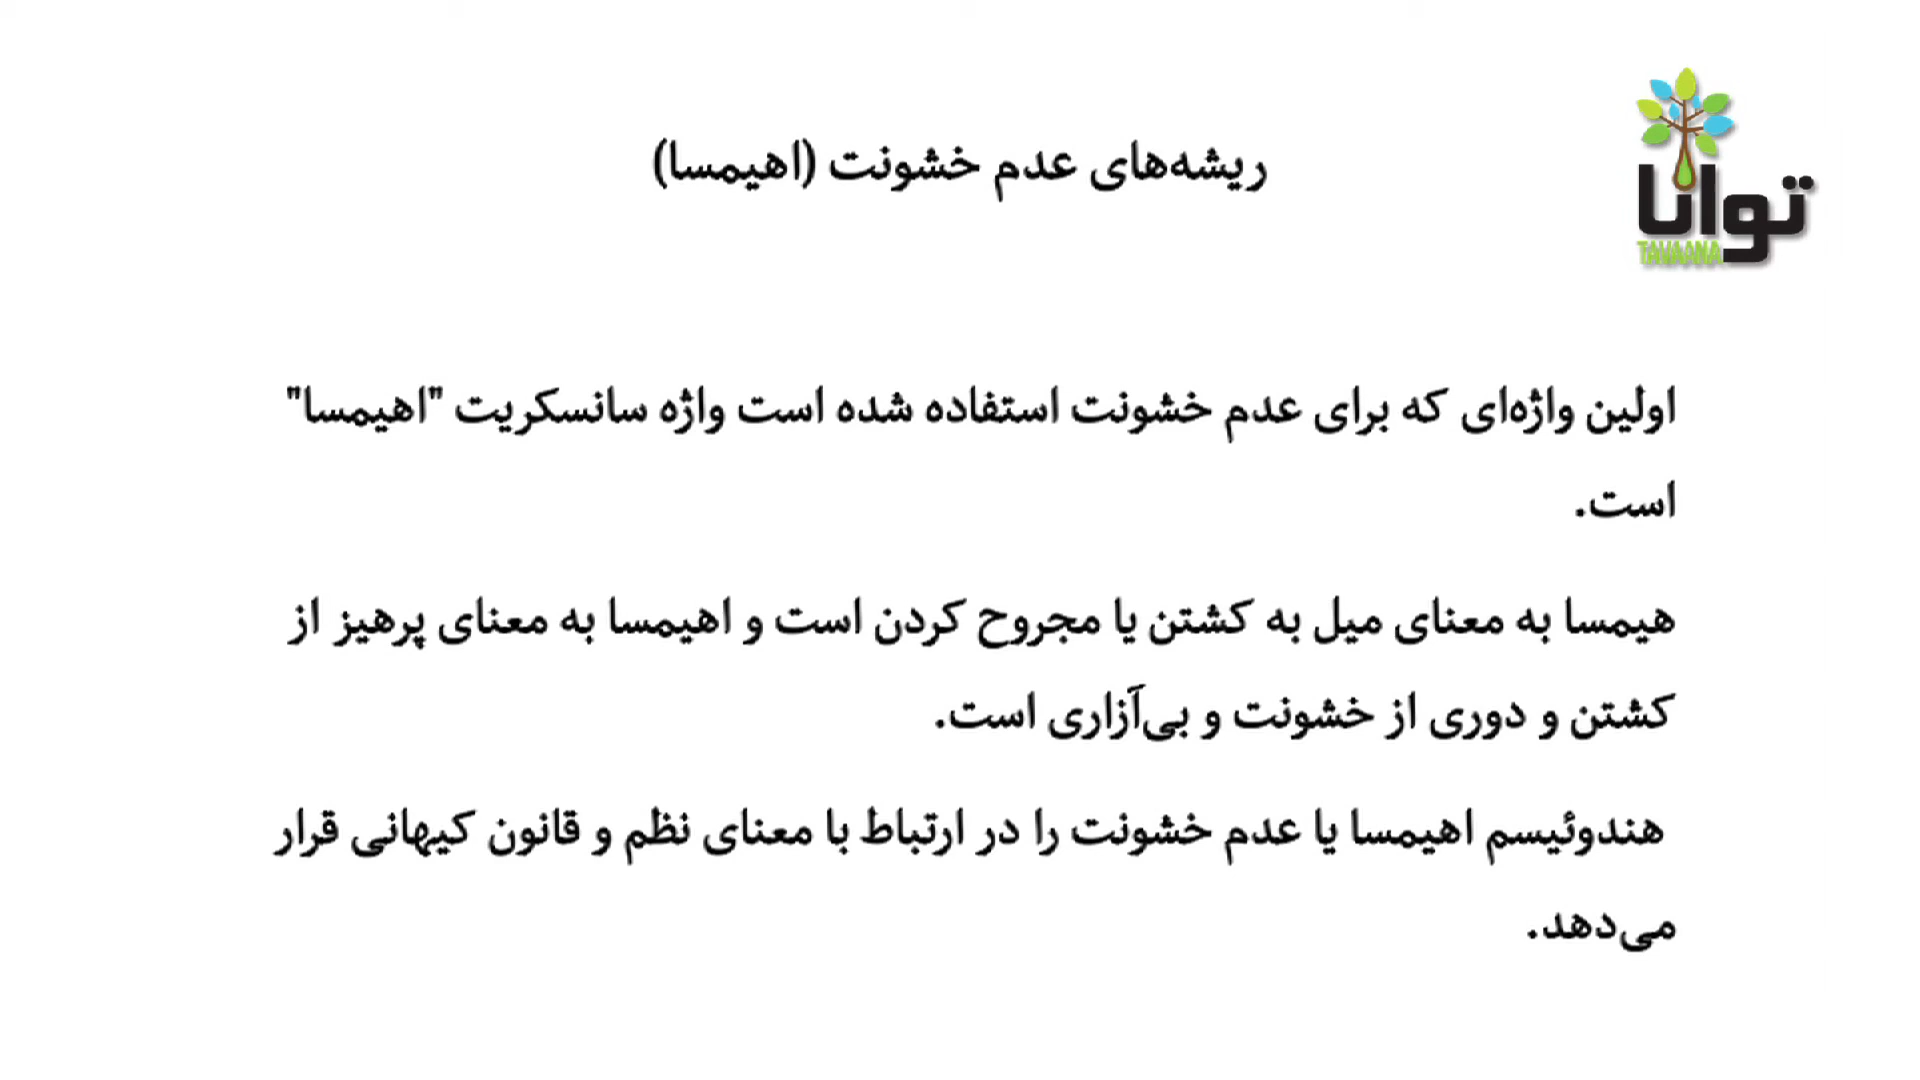 توانا
TAVAANA
ریشه‌های عدم خشونت (اهیمسا)
اولین واژه‌ای که برای عدم خشونت استفاده شده است واژه سانسکریت "اهیمسا"
است.
هیمسا به معنای میل به کشتن یا مجروح کردن است و اهیمسا به معنای پرهیز از
کشتن و دوری از خشونت و بی‌آزاری است.
هندوئیسم اهیمسا یا عدم خشونت را در ارتباط با معنای نظم و قانون کیهانی قرار
می‌دهد.